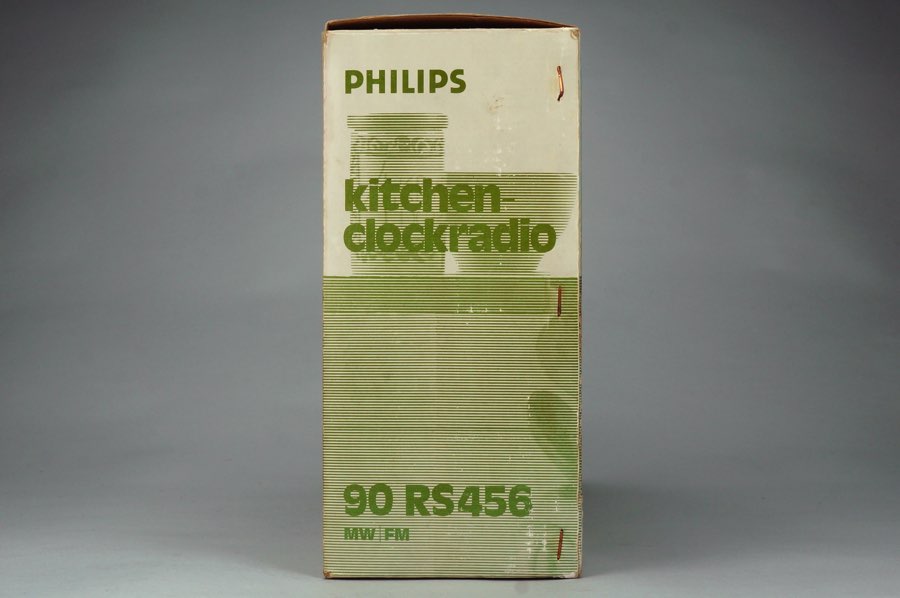 PHILIPS
kitchen-
clockradio
90 RS456
MW|FM